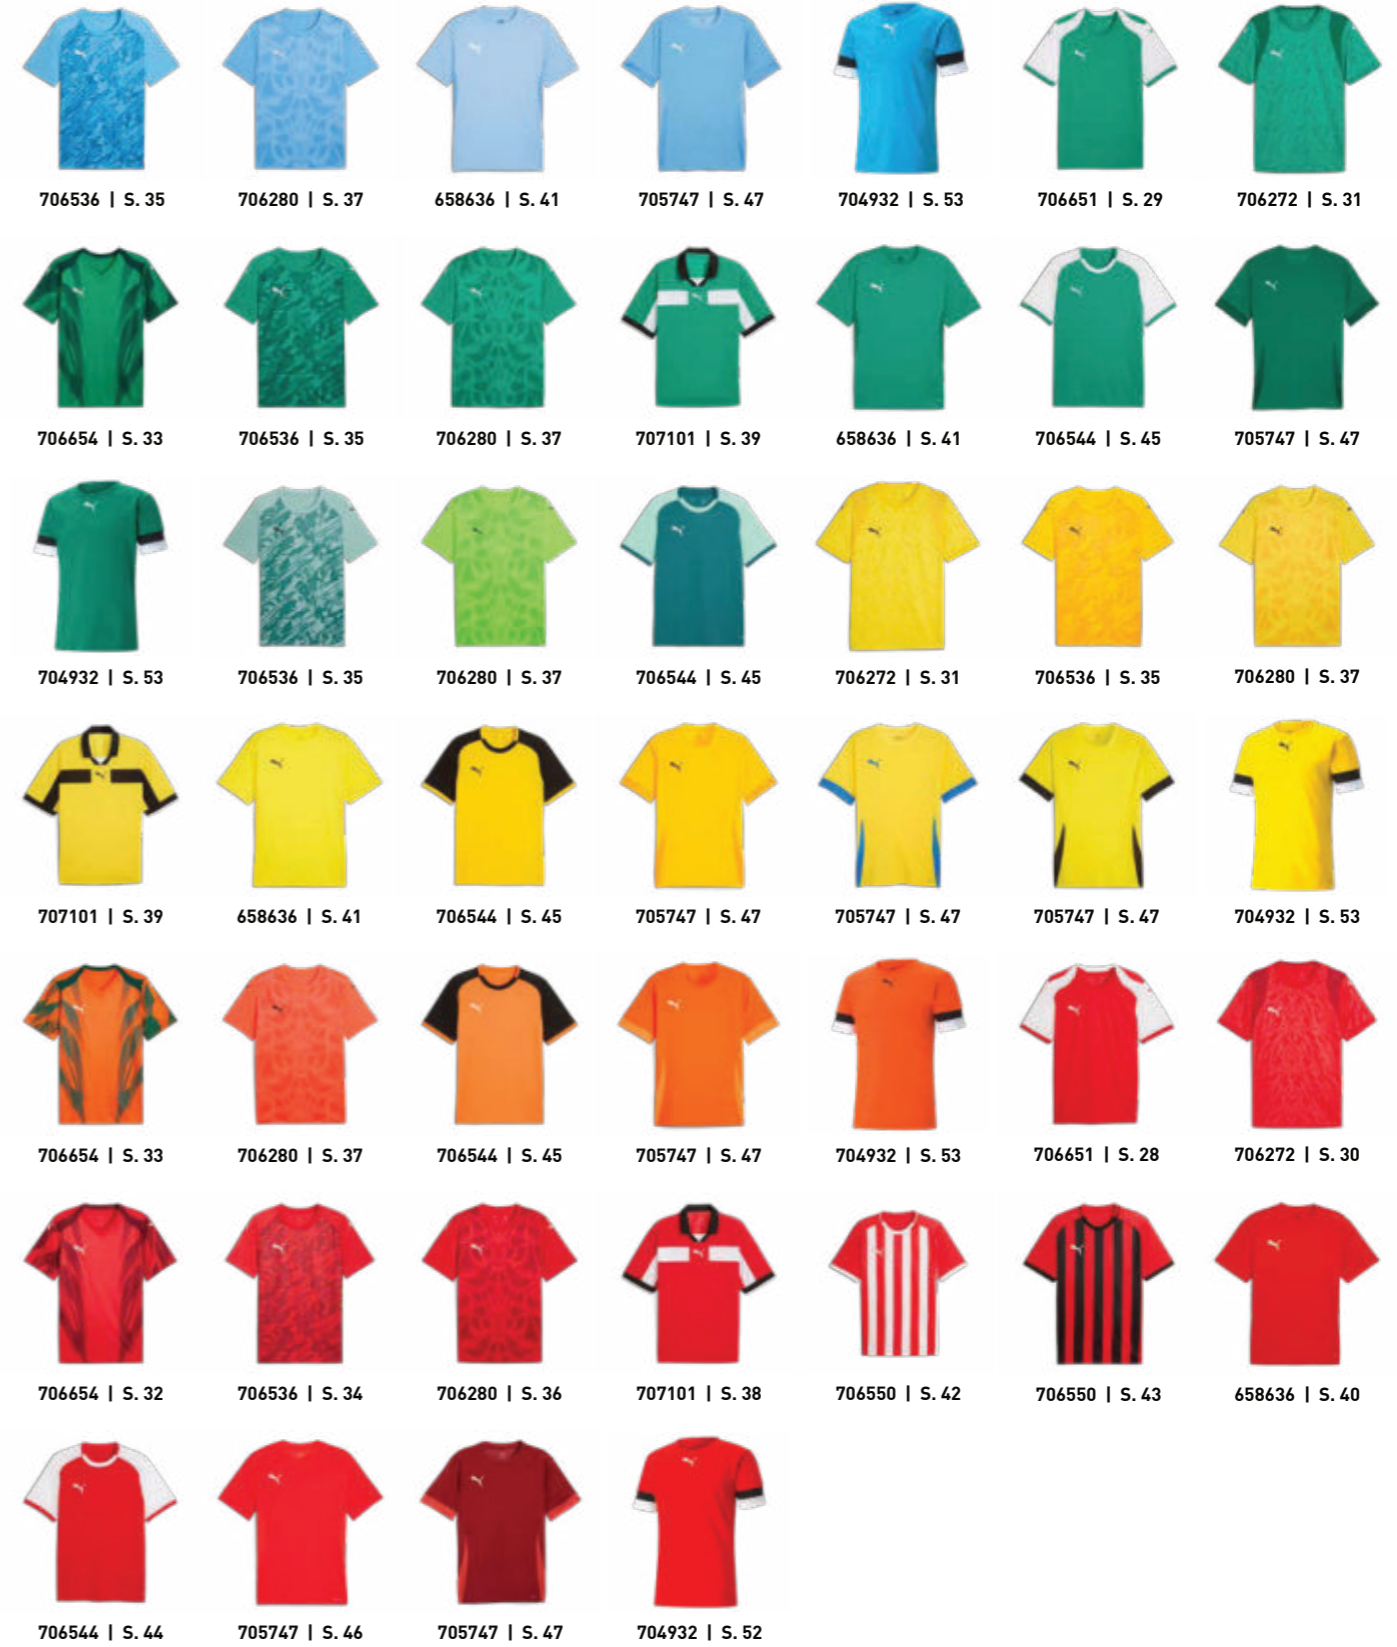 706536 | S. 35
706280 | S. 37
658636 | S. 41
705747 | S. 47
704932 | S. 53
706651 | S. 29
706272 | S. 31
706654 | S. 33
706536 | S. 35
706280 | S. 37
707101 | S. 39
658636 | S. 41
706544 | S. 45
705747 | S. 47
704932 | S. 53
706536 | S. 35
706280 | S. 37
706544 | S. 45
706272 | S. 31
706536 | S. 35
706280 | S. 37
707101 | S. 39
658636 | S. 41
706544 | S. 45
705747 | S. 47
705747 | S. 47
705747 | S. 47
704932 | S. 53
706654 | S. 33
706280 | S. 37
706544 | S. 45
705747 | S. 47
704932 | S. 53
706651 | S. 28
706272 | S. 30
706654 | S. 32
706536 | S. 34
706280 | S. 36
707101 | S. 38
706550 | S. 42
706550 | S. 43
658636 | S. 40
706544 | S. 44
705747 | S. 46
705747 | S. 47
704932 | S. 52